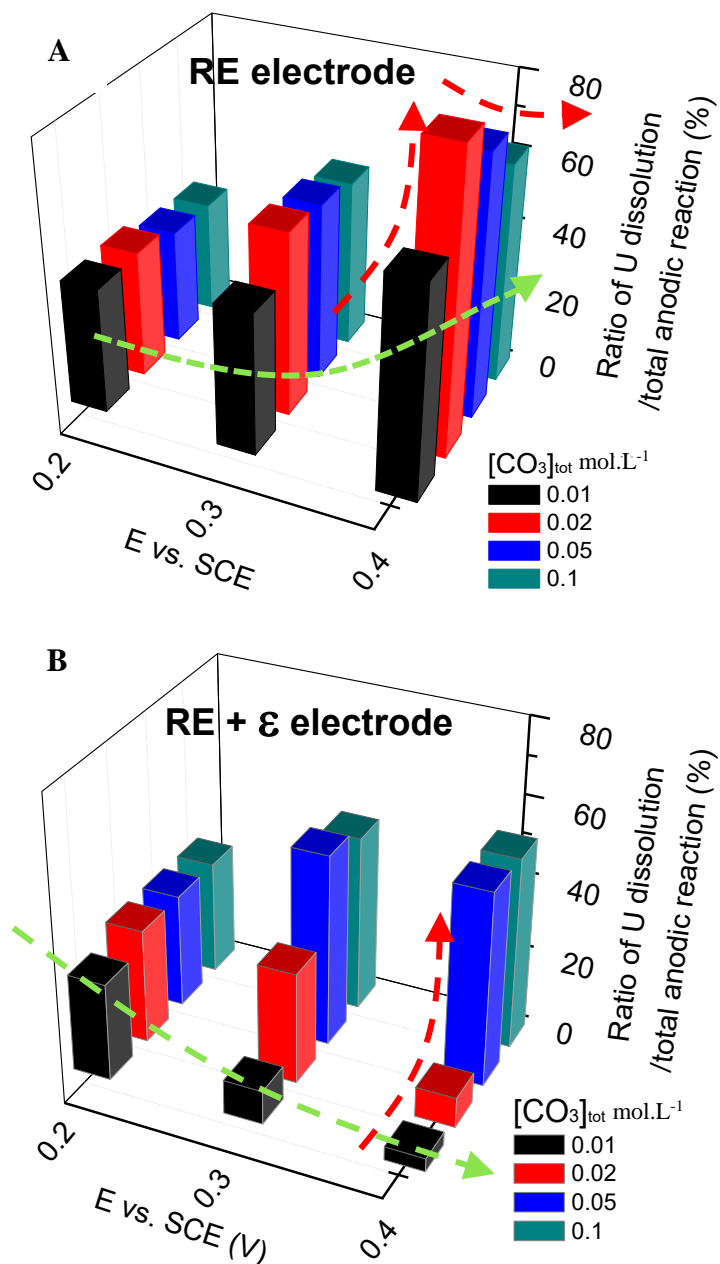 A
RE electrode
80
60
40
20
0
Ratio of U dissolution
/total anodic reaction (%)
0.2
0.3
0.4
E vs. SCE
[CO₃]tot mol.L⁻¹
0.01
0.02
0.05
0.1
B
RE + ε electrode
80
60
40
20
0
Ratio of U dissolution
/total anodic reaction (%)
0.2
0.3
0.4
E vs. SCE (V)
[CO₃]tot mol.L⁻¹
0.01
0.02
0.05
0.1